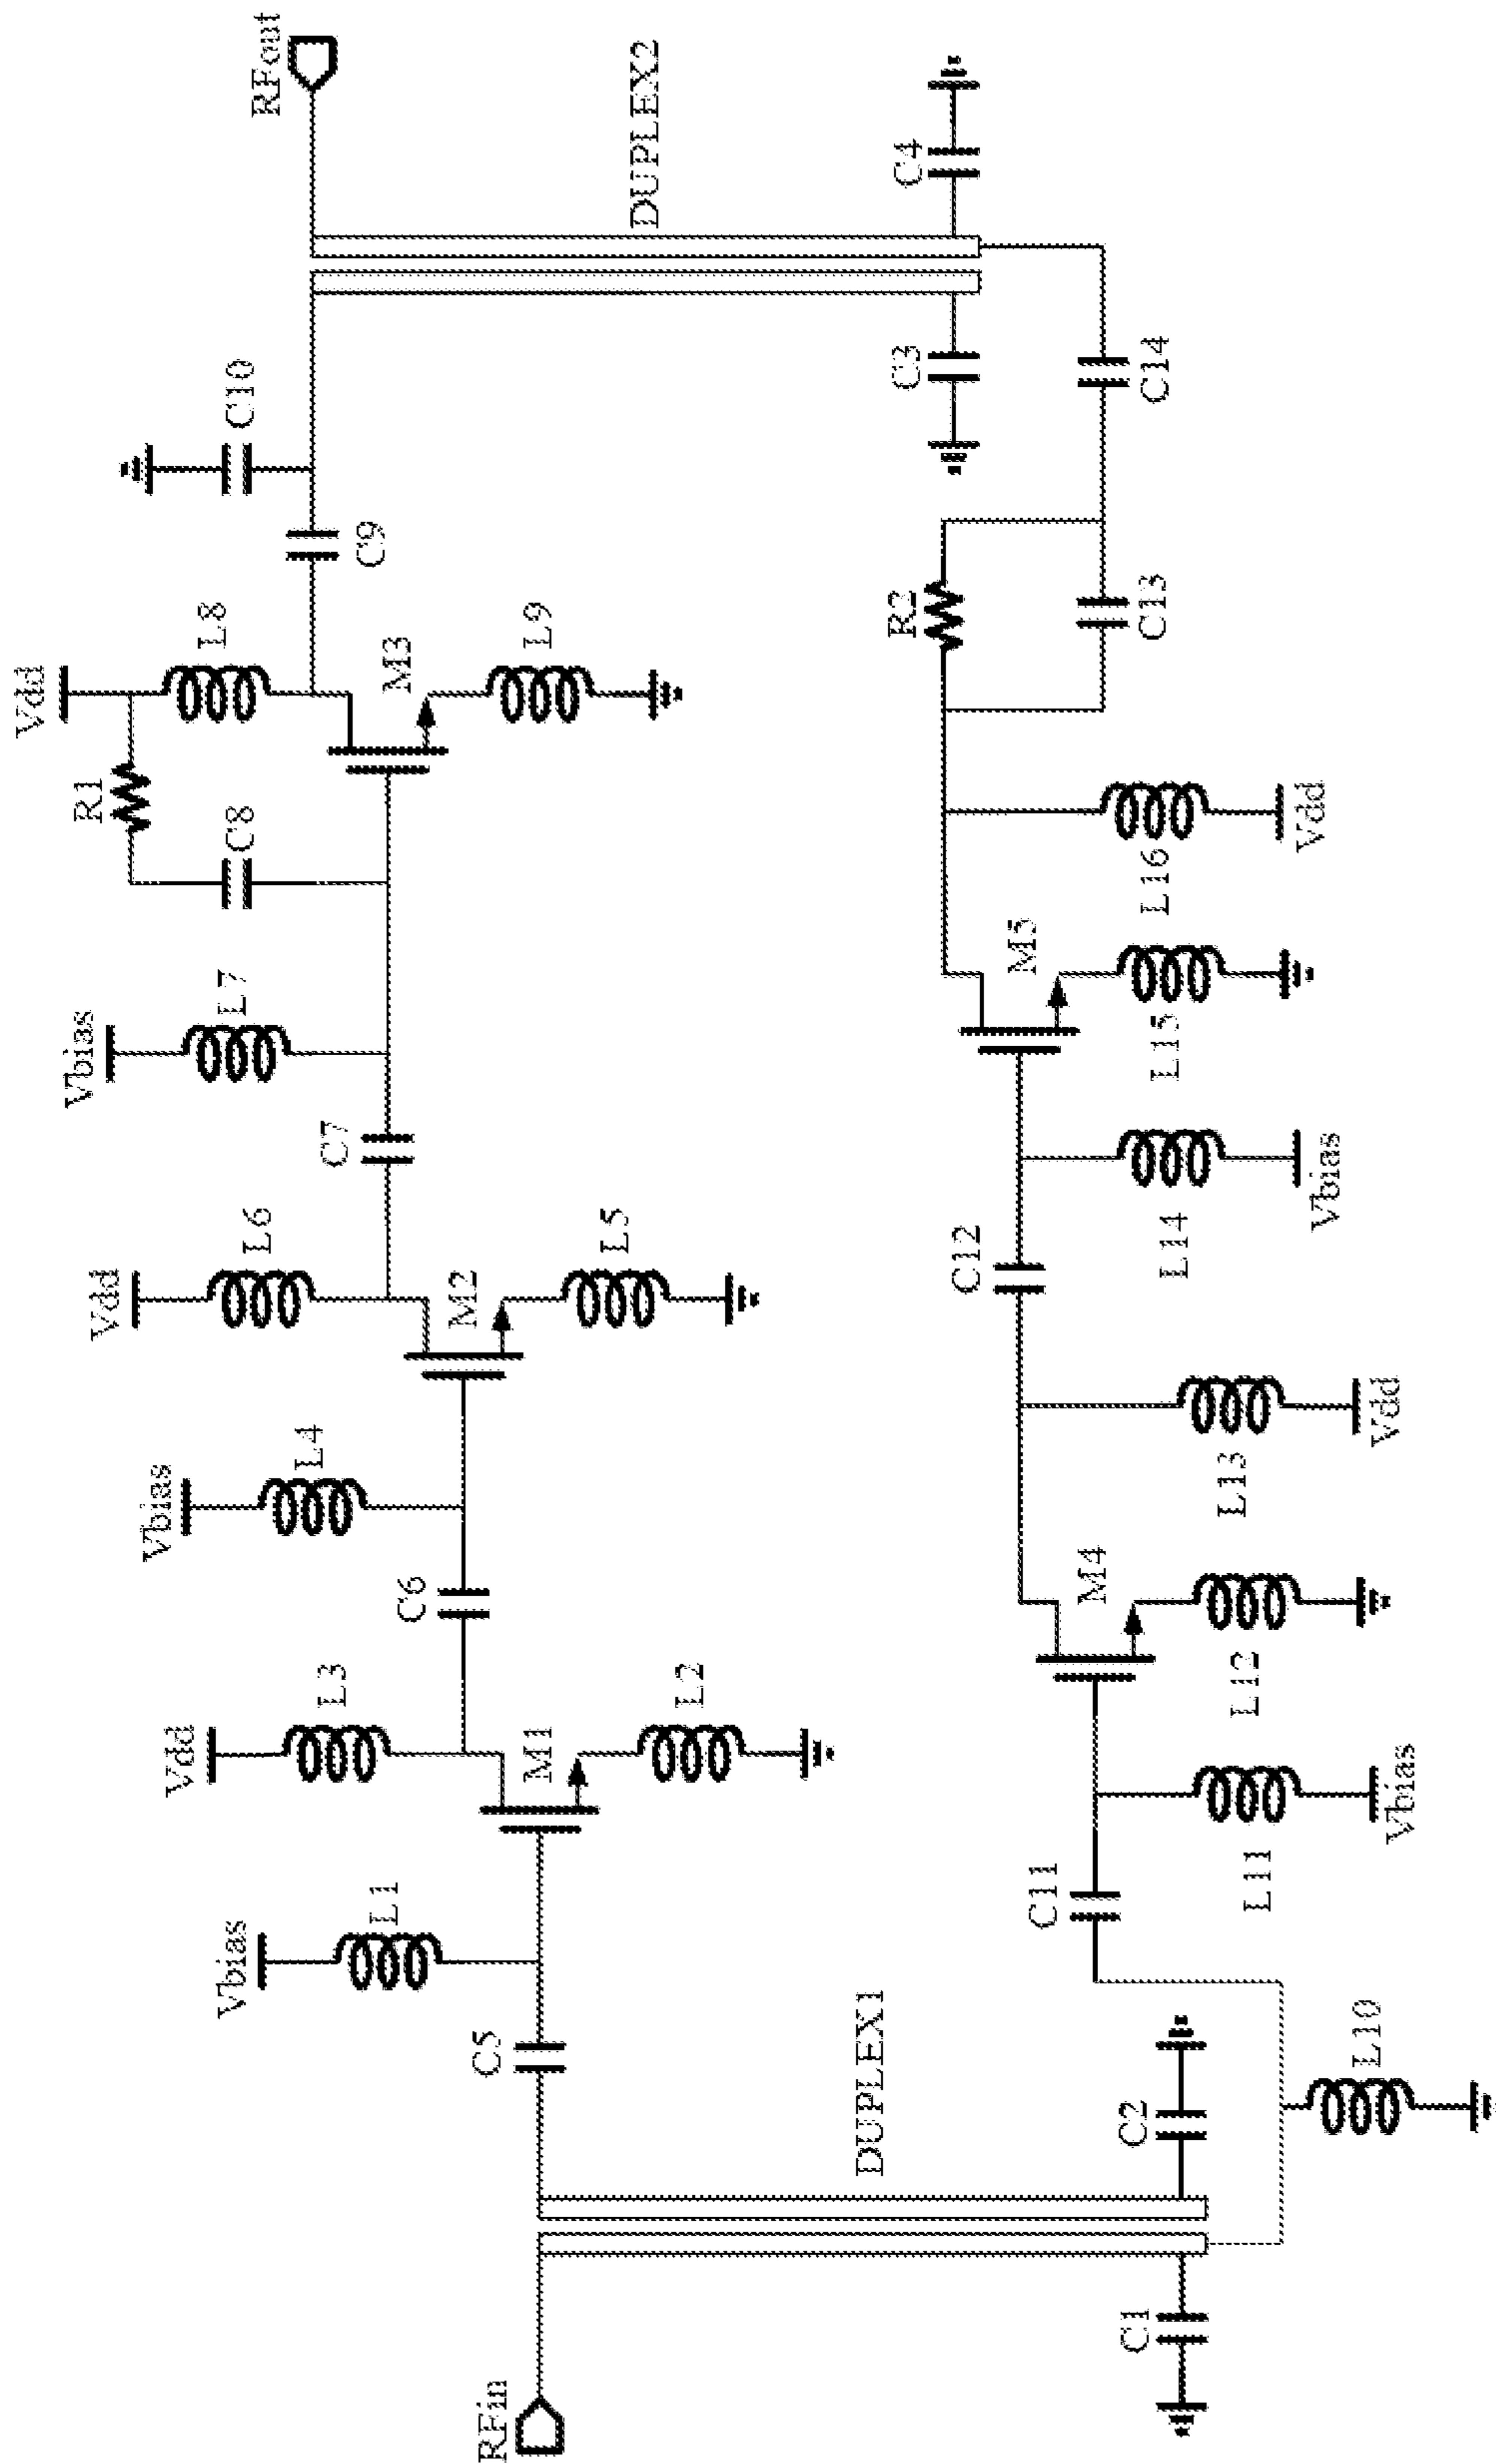 RFin
C1
C2
DUPLEX1
L10
C5
Vbias
L1
M1
Vdd
L3
L2
C6
Vbias
L4
M2
Vdd
L6
L5
C7
Vbias
L7
C8
R1
Vdd
L8
M3
L9
C9
C10
RFout
DUPLEX2
C3
C4
C11
L11
Vbias
M4
L12
L13
Vdd
C12
L14
Vbias
M5
L15
L16
Vdd
R2
C13
C14